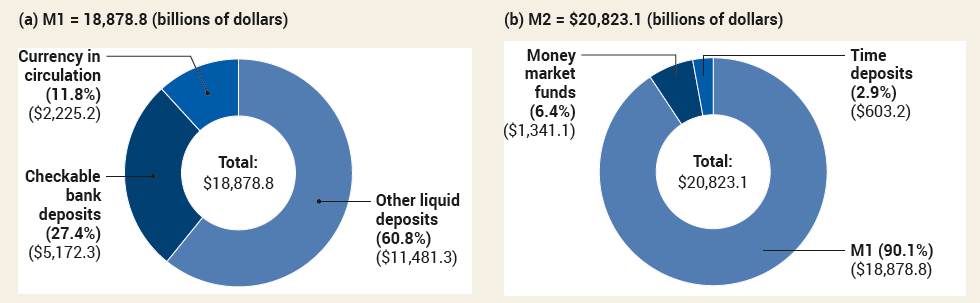 (a) M1 = 18,878.8 (billions of dollars)
Currency in
circulation
(11.8%)
($2,225.2)
Checkable
bank
deposits
(27.4%)
($5,172.3)
Total:
$18,878.8
Other liquid
deposits
(60.8%)
($11,481.3)
(b) M2 = $20,823.1 (billions of dollars)
Money
market
funds
(6.4%)
($1,341.1)
Time
deposits
(2.9%)
($603.2)
Total:
$20,823.1
M1 (90.1%)
($18,878.8)